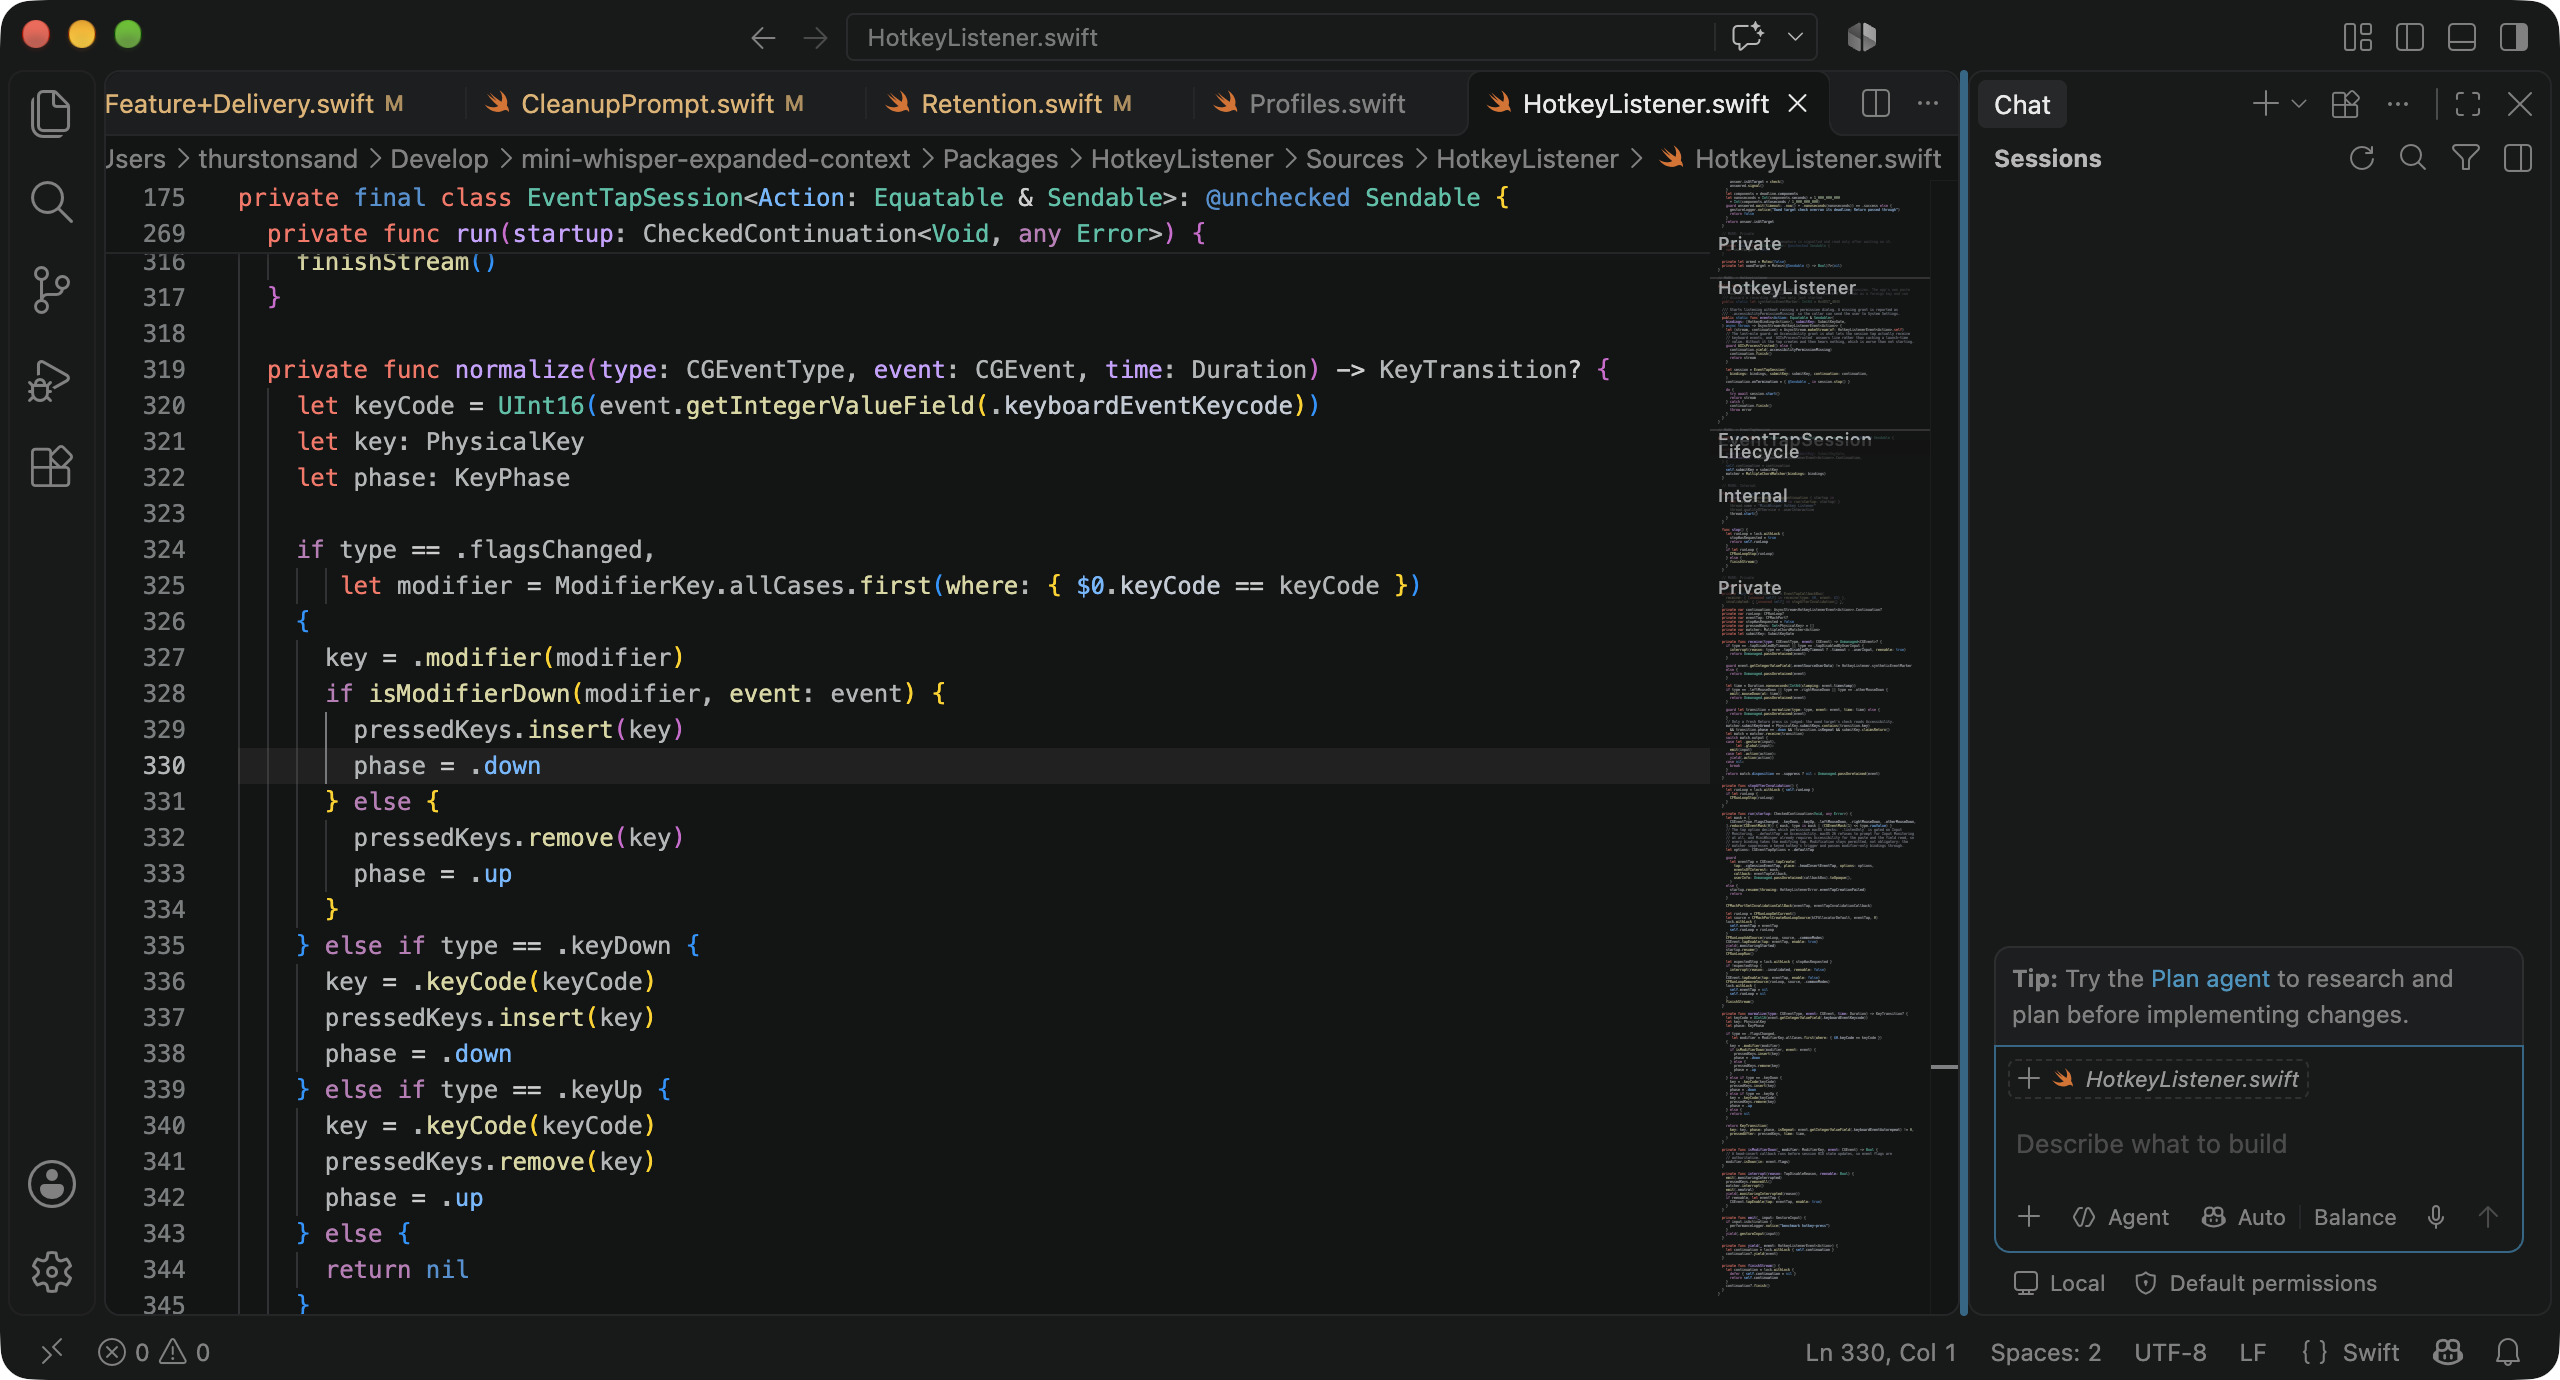 HotkeyListener.swift
Feature+Delivery.swift M
CleanupPrompt.swift M
Retention.swift M
Profiles.swift
HotkeyListener.swift
Users > thurstonsand > Develop > mini-whisper-expanded-context > Packages > HotkeyListener > Sources > HotkeyListener > HotkeyListener.swift
175 private final class EventTapSession<Action: Equatable & Sendable>: @unchecked Sendable {
269 private func run(startup: CheckedContinuation<Void, any Error>) {
316 finishStream()
317 }
318
319 private func normalize(type: CGEventType, event: CGEvent, time: Duration) -> KeyTransition? {
320 let keyCode = UInt16(event.getIntegerValueField(.keyboardEventKeycode))
321 let key: PhysicalKey
322 let phase: KeyPhase
323
324 if type == .flagsChanged,
325 let modifier = ModifierKey.allCases.first(where: { $0.keyCode == keyCode })
326 {
327 key = .modifier(modifier)
328 if isModifierDown(modifier, event: event) {
329 pressedKeys.insert(key)
330 phase = .down
331 } else {
332 pressedKeys.remove(key)
333 phase = .up
334 }
335 } else if type == .keyDown {
336 key = .keyCode(keyCode)
337 pressedKeys.insert(key)
338 phase = .down
339 } else if type == .keyUp {
340 key = .keyCode(keyCode)
341 pressedKeys.remove(key)
342 phase = .up
343 } else {
344 return nil
345 }
Private
HotkeyListener
EventTapSession
Lifecycle
Internal
Private
Chat
Sessions
Tip: Try the Plan agent to research and
plan before implementing changes.
HotkeyListener.swift
Describe what to build
Agent Auto Balance
Local Default permissions
0 0
Ln 330, Col 1 Spaces: 2 UTF-8 LF {} Swift